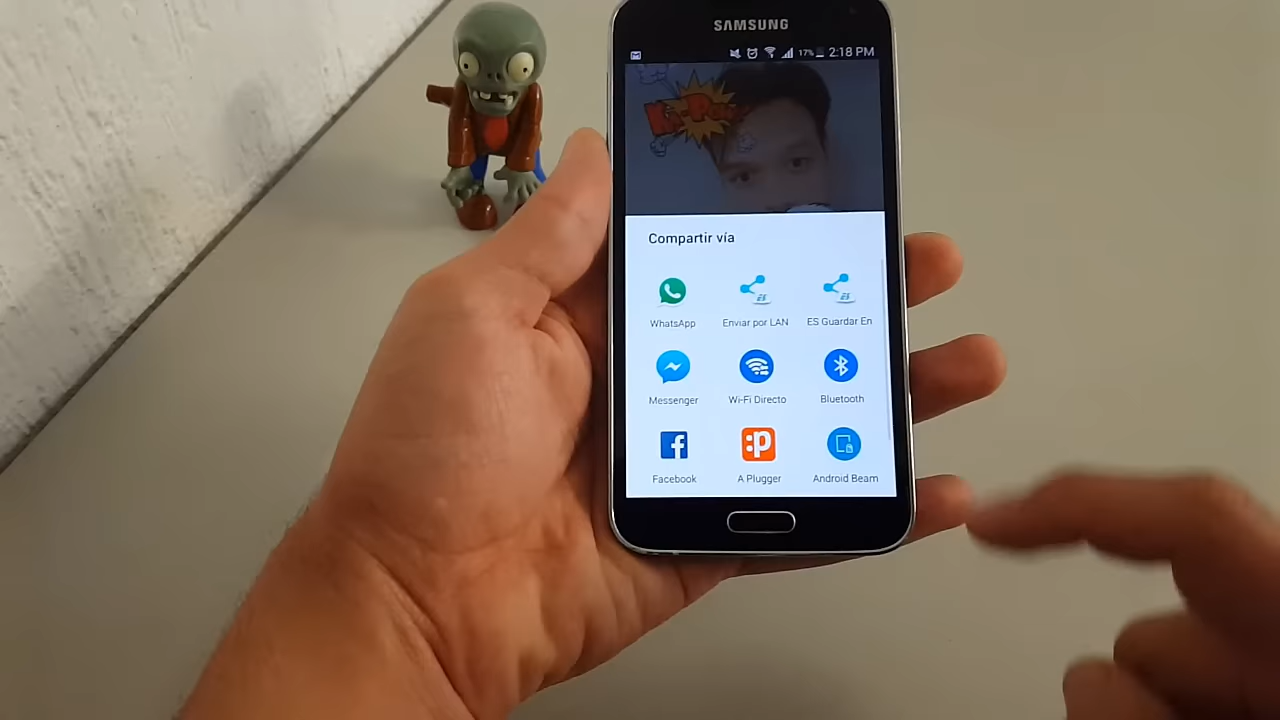 SAMSUNG
17% 2:18 PM
Compartir vía
WhatsApp
Enviar por LAN
ES Guardar En
Messenger
Wi-Fi Directo
Bluetooth
Facebook
A Plugger
Android Beam